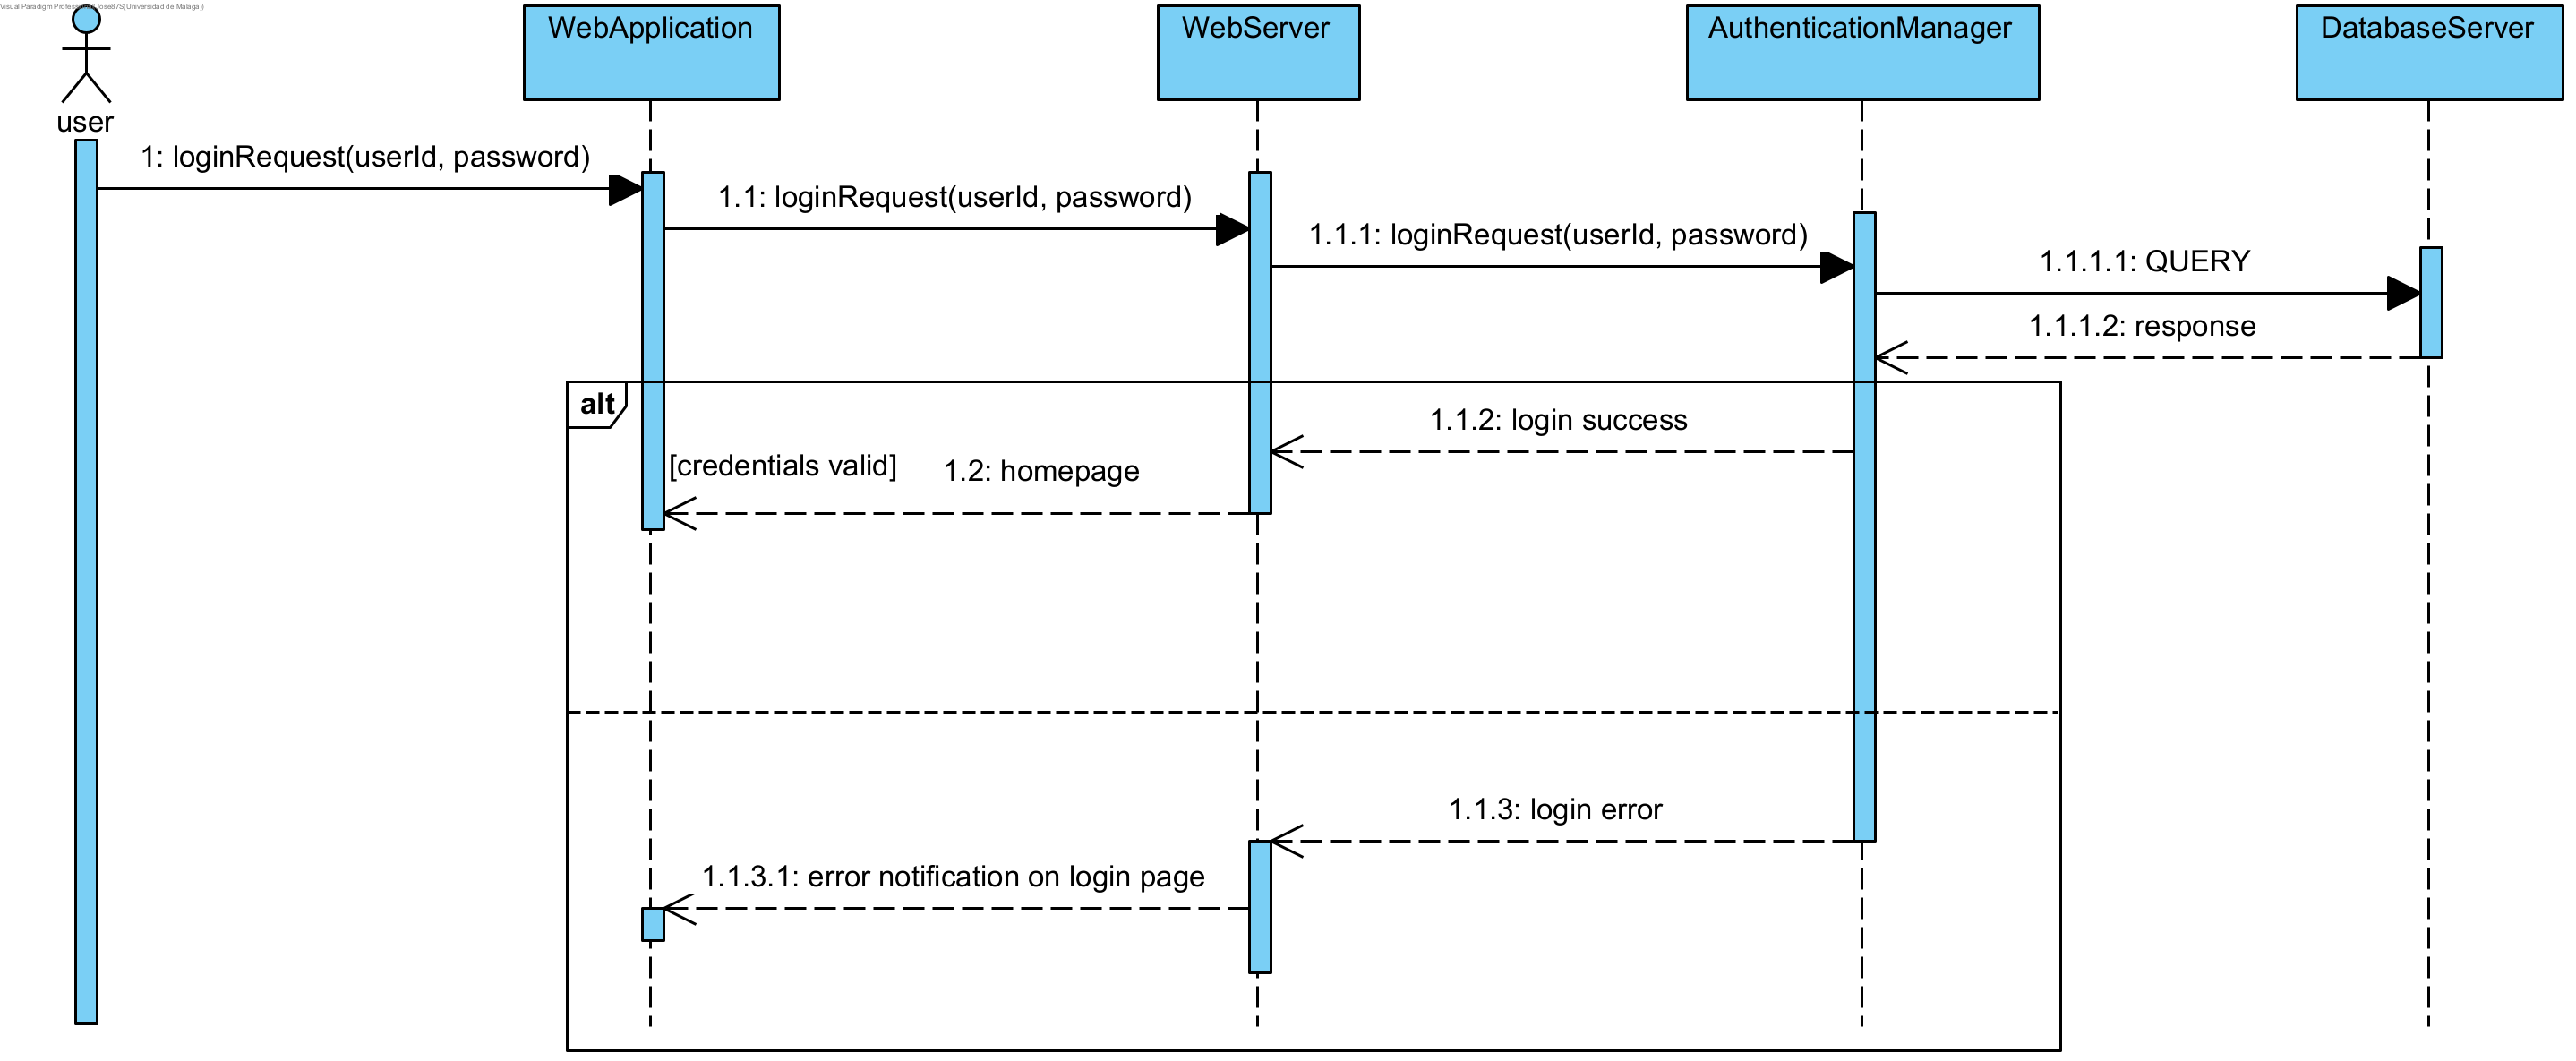 Visual Paradigm Profess
Jose87S(Universidad de Málaga))
user
WebApplication
WebServer
AuthenticationManager
DatabaseServer
1: loginRequest(userId, password)
1.1: loginRequest(userId, password)
1.1.1: loginRequest(userId, password)
1.1.1.1: QUERY
1.1.1.2: response
alt
1.1.2: login success
[credentials valid]
1.2: homepage
1.1.3: login error
1.1.3.1: error notification on login page